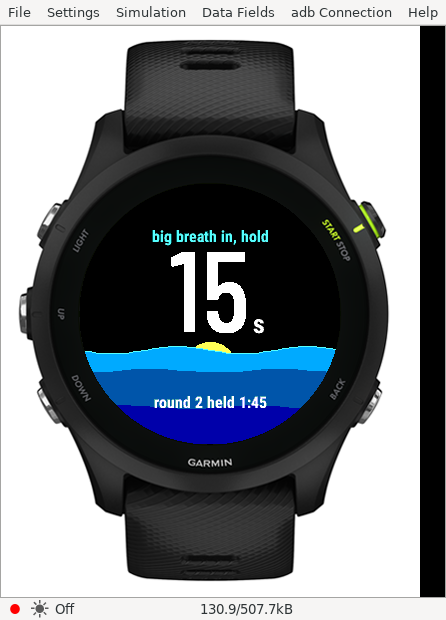 File Settings Simulation Data Fields adb Connection Help
big breath in, hold
START STOP
LIGHT
15 s
UP
DOWN
BACK
round 2 held 1:45
GARMIN
Off 130.9/507.7kB